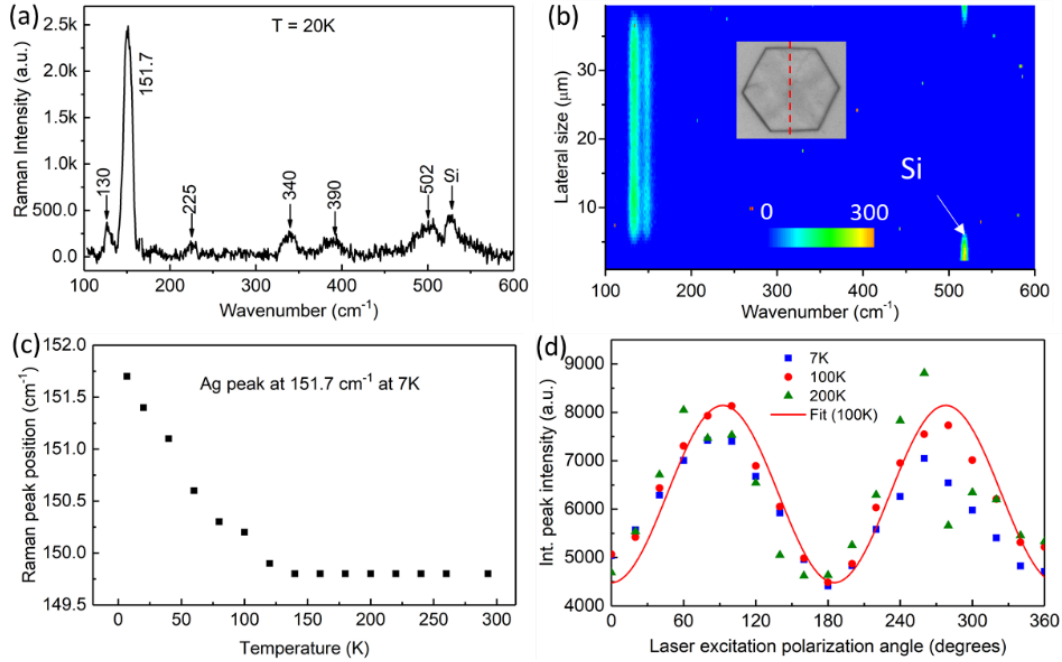 (a)
T = 20K
Raman Intensity (a.u.)
2.5k
2.0k
1.5k
1.0k
500.0
0.0
130
151.7
225
340
390
502
Si
100 200 300 400 500 600
Wavenumber (cm⁻¹)
(b)
Lateral size (μm)
30
20
10
Si
0 300
100 200 300 400 500 600
Wavenumber (cm⁻¹)
(c)
Raman peak position (cm⁻¹)
152.0
151.5
151.0
150.5
150.0
149.5
Ag peak at 151.7 cm⁻¹ at 7K
0 50 100 150 200 250 300
Temperature (K)
(d)
Int. peak intensity (a.u.)
9000
8000
7000
6000
5000
4000
7K
100K
200K
Fit (100K)
0 60 120 180 240 300 360
Laser excitation polarization angle (degrees)